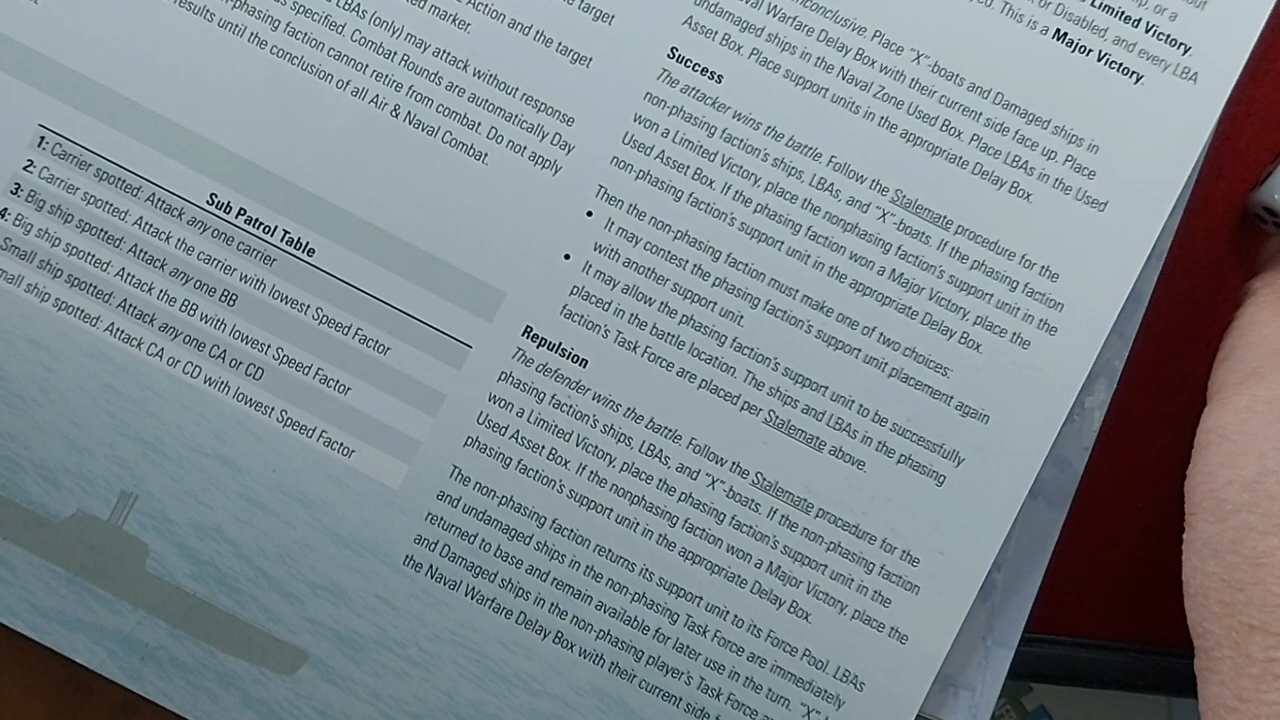 Action and the target
LBAs (only) may attack without response
as specified. Combat Rounds are automatically Day
-phasing faction cannot retire from combat. Do not apply
results until the conclusion of all Air & Naval Combat.
Sub Patrol Table
1: Carrier spotted: Attack any one carrier
2: Carrier spotted: Attack the carrier with lowest Speed Factor
3: Big ship spotted: Attack any one BB
4: Big ship spotted: Attack the BB with lowest Speed Factor
Small ship spotted: Attack any one CA or CD
mall ship spotted: Attack CA or CD with lowest Speed Factor
Limited Victory.
or Disabled, and every LBA
This is a Major Victory.
inconclusive. Place "X"-boats and Damaged ships in
val Warfare Delay Box with their current side face up. Place
undamaged ships in the Naval Zone Used Box. Place LBAs in the Used
Asset Box. Place support units in the appropriate Delay Box.
Success
The attacker wins the battle. Follow the Stalemate procedure for the
non-phasing faction's ships, LBAs, and "X"-boats. If the phasing faction
won a Limited Victory, place the nonphasing faction's support unit in the
Used Asset Box. If the phasing faction won a Major Victory, place the
non-phasing faction's support unit in the appropriate Delay Box.
Then the non-phasing faction must make one of two choices:
• It may contest the phasing faction's support unit placement again
with another support unit.
• It may allow the phasing faction's support unit to be successfully
placed in the battle location. The ships and LBAs in the phasing
faction's Task Force are placed per Stalemate above.
Repulsion
The defender wins the battle. Follow the Stalemate procedure for the
phasing faction's ships, LBAs, and "X"-boats. If the non-phasing faction
won a Limited Victory, place the phasing faction's support unit in the
Used Asset Box. If the nonphasing faction won a Major Victory, place the
phasing faction's support unit in the appropriate Delay Box.
The non-phasing faction returns its support unit to its Force Pool. LBAs
and undamaged ships in the non-phasing Task Force are immediately
returned to base and remain available for later use in the turn. "X"-
and Damaged ships in the non-phasing player's Task Force
the Naval Warfare Delay Box with their current side